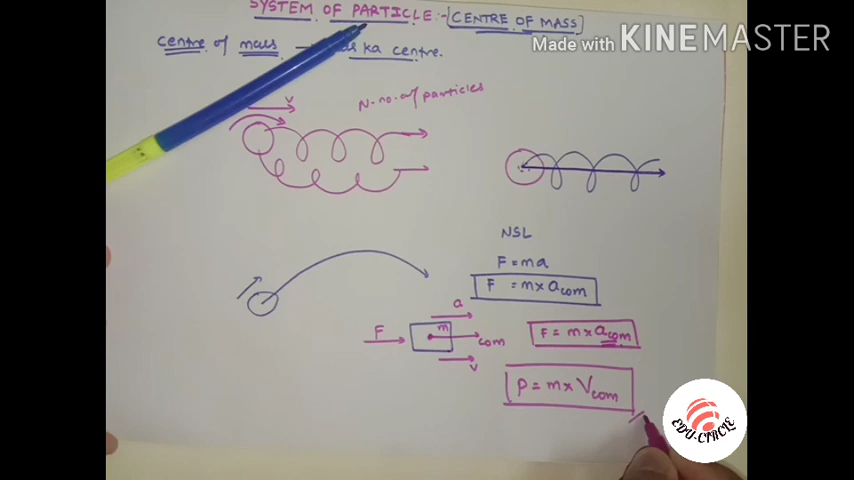 SYSTEM OF PARTICLE :- CENTRE OF MASS
Made with KINEMASTER
centre of mass → ka centre.
V
N-no. of particles
NSL
F = ma
F = m x acom
a
F
m
com
V
F = m x acom
P = m x Vcom
EDU-CIRCLE